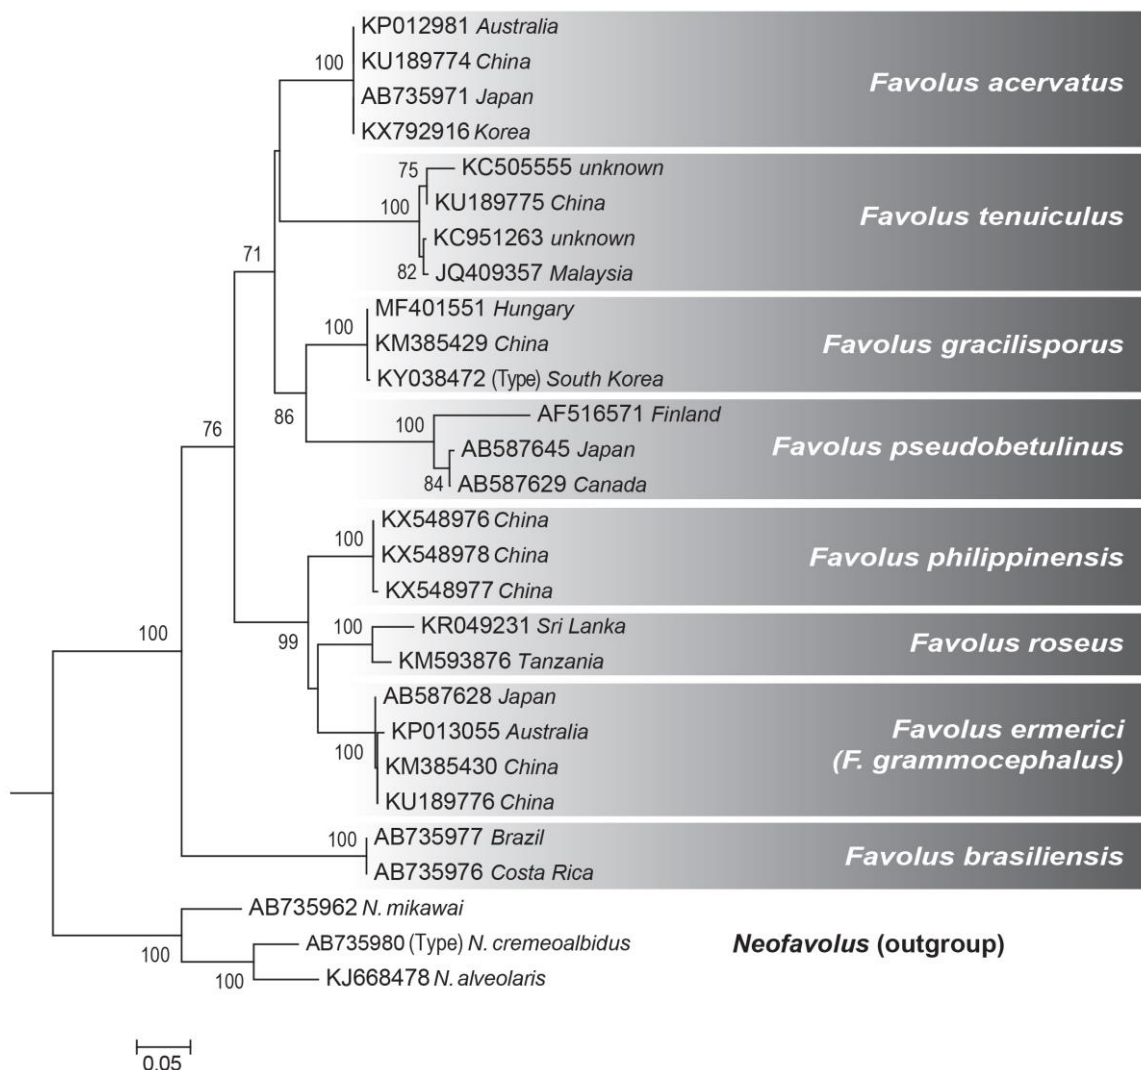 KP012981 Australia
KU189774 China
100
AB735971 Japan
KX792916 Korea
Favolus acervatus
75
KC505555 unknown
KU189775 China
100
KC951263 unknown
82
JQ409357 Malaysia
Favolus tenuiculus
71
MF401551 Hungary
100
KM385429 China
KY038472 (Type) South Korea
Favolus gracilisporus
86
AF516571 Finland
100
AB587645 Japan
84
AB587629 Canada
Favolus pseudobetulinus
76
KX548976 China
100
KX548978 China
KX548977 China
Favolus philippinensis
99
100
KR049231 Sri Lanka
KM593876 Tanzania
Favolus roseus
100
AB587628 Japan
KP013055 Australia
100
KM385430 China
KU189776 China
Favolus ermerici
(F. grammocephalus)
100
AB735977 Brazil
AB735976 Costa Rica
Favolus brasiliensis
AB735962 N. mikawai
100
AB735980 (Type) N. cremeoalbidus
100
KJ668478 N. alveolaris
Neofavolus (outgroup)
0.05